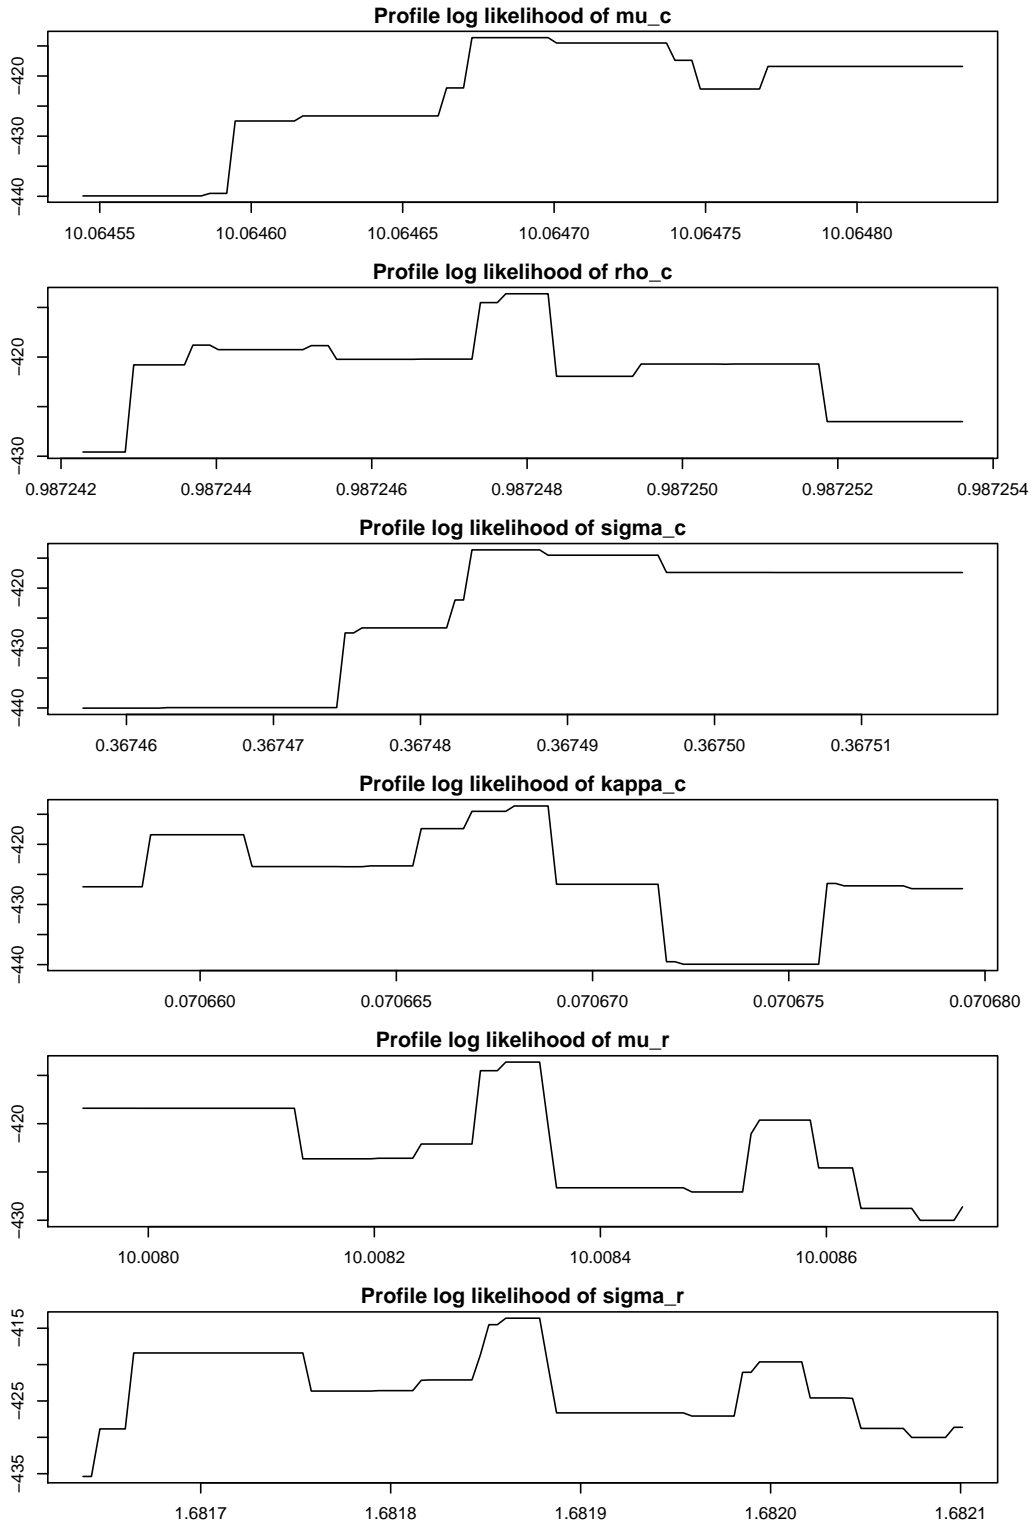 Profile log likelihood of mu_c
−420
−430
−440
10.06455 10.06460 10.06465 10.06470 10.06475 10.06480
Profile log likelihood of rho_c
−420
−430
0.987242 0.987244 0.987246 0.987248 0.987250 0.987252 0.987254
Profile log likelihood of sigma_c
−420
−430
−440
0.36746 0.36747 0.36748 0.36749 0.36750 0.36751
Profile log likelihood of kappa_c
−420
−430
−440
0.070660 0.070665 0.070670 0.070675 0.070680
Profile log likelihood of mu_r
−420
−430
10.0080 10.0082 10.0084 10.0086
Profile log likelihood of sigma_r
−415
−425
−435
1.6817 1.6818 1.6819 1.6820 1.6821